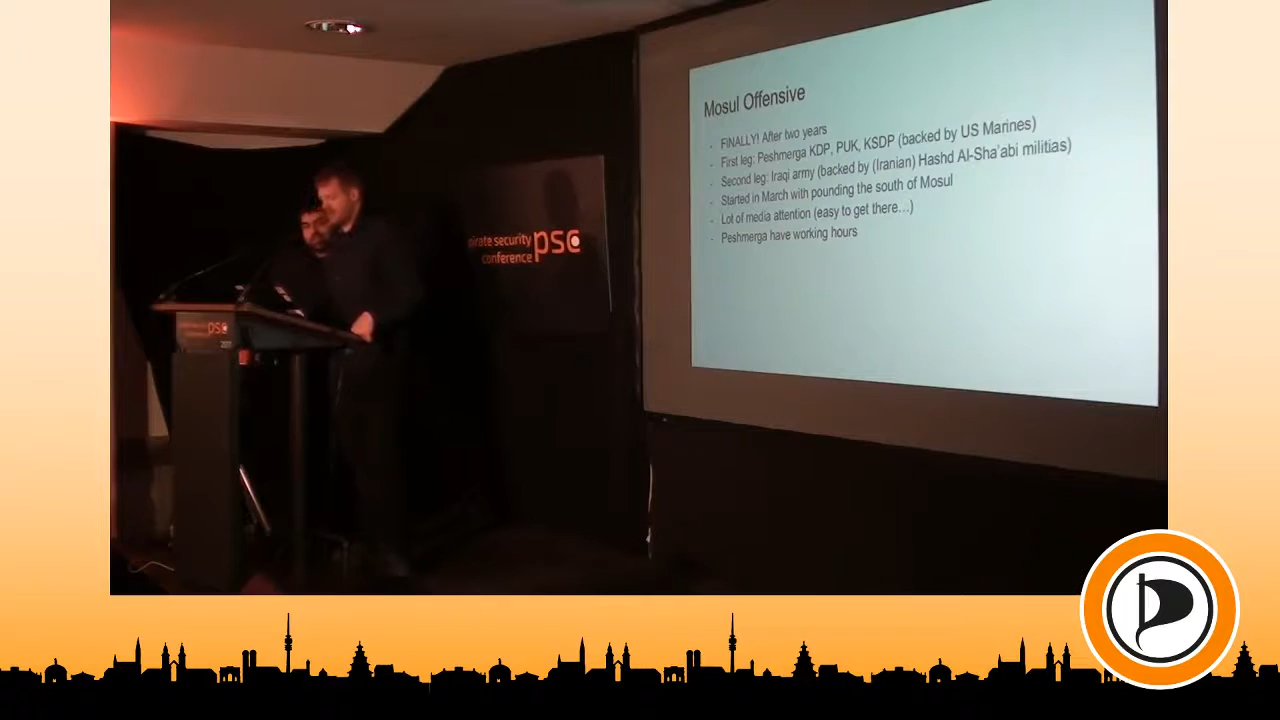 Mosul Offensive
- FiNALLY! After two years
- First leg: Peshmerga KDP, PUK, KSDP (backed by US Marines)
- Second leg: Iraqi army (backed by (Iranian) Hashd Al-Sha'abi militias)
- Started in March with pounding the south of Mosul
- Lot of media attention (easy to get there…)
- Peshmerga have working hours
pirate security
conference
psc
psc